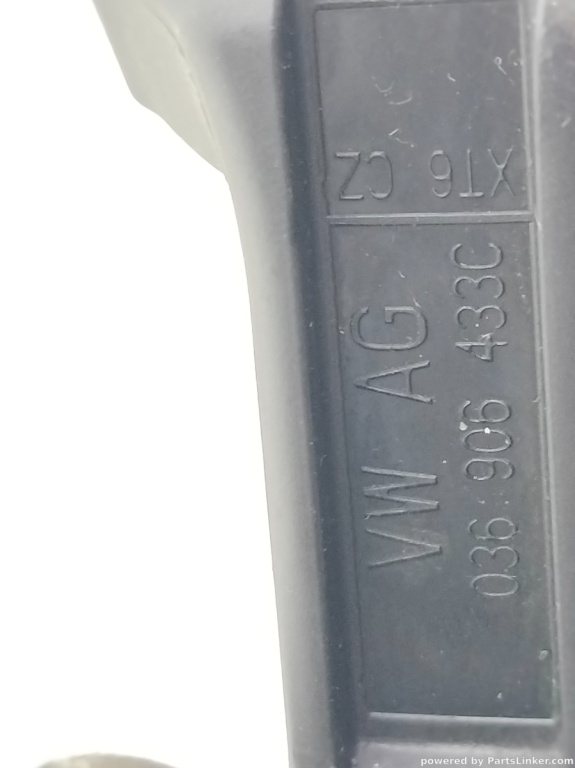 XT6 CZ
VW AG
036 906 433C
powered by PartsLinker.com